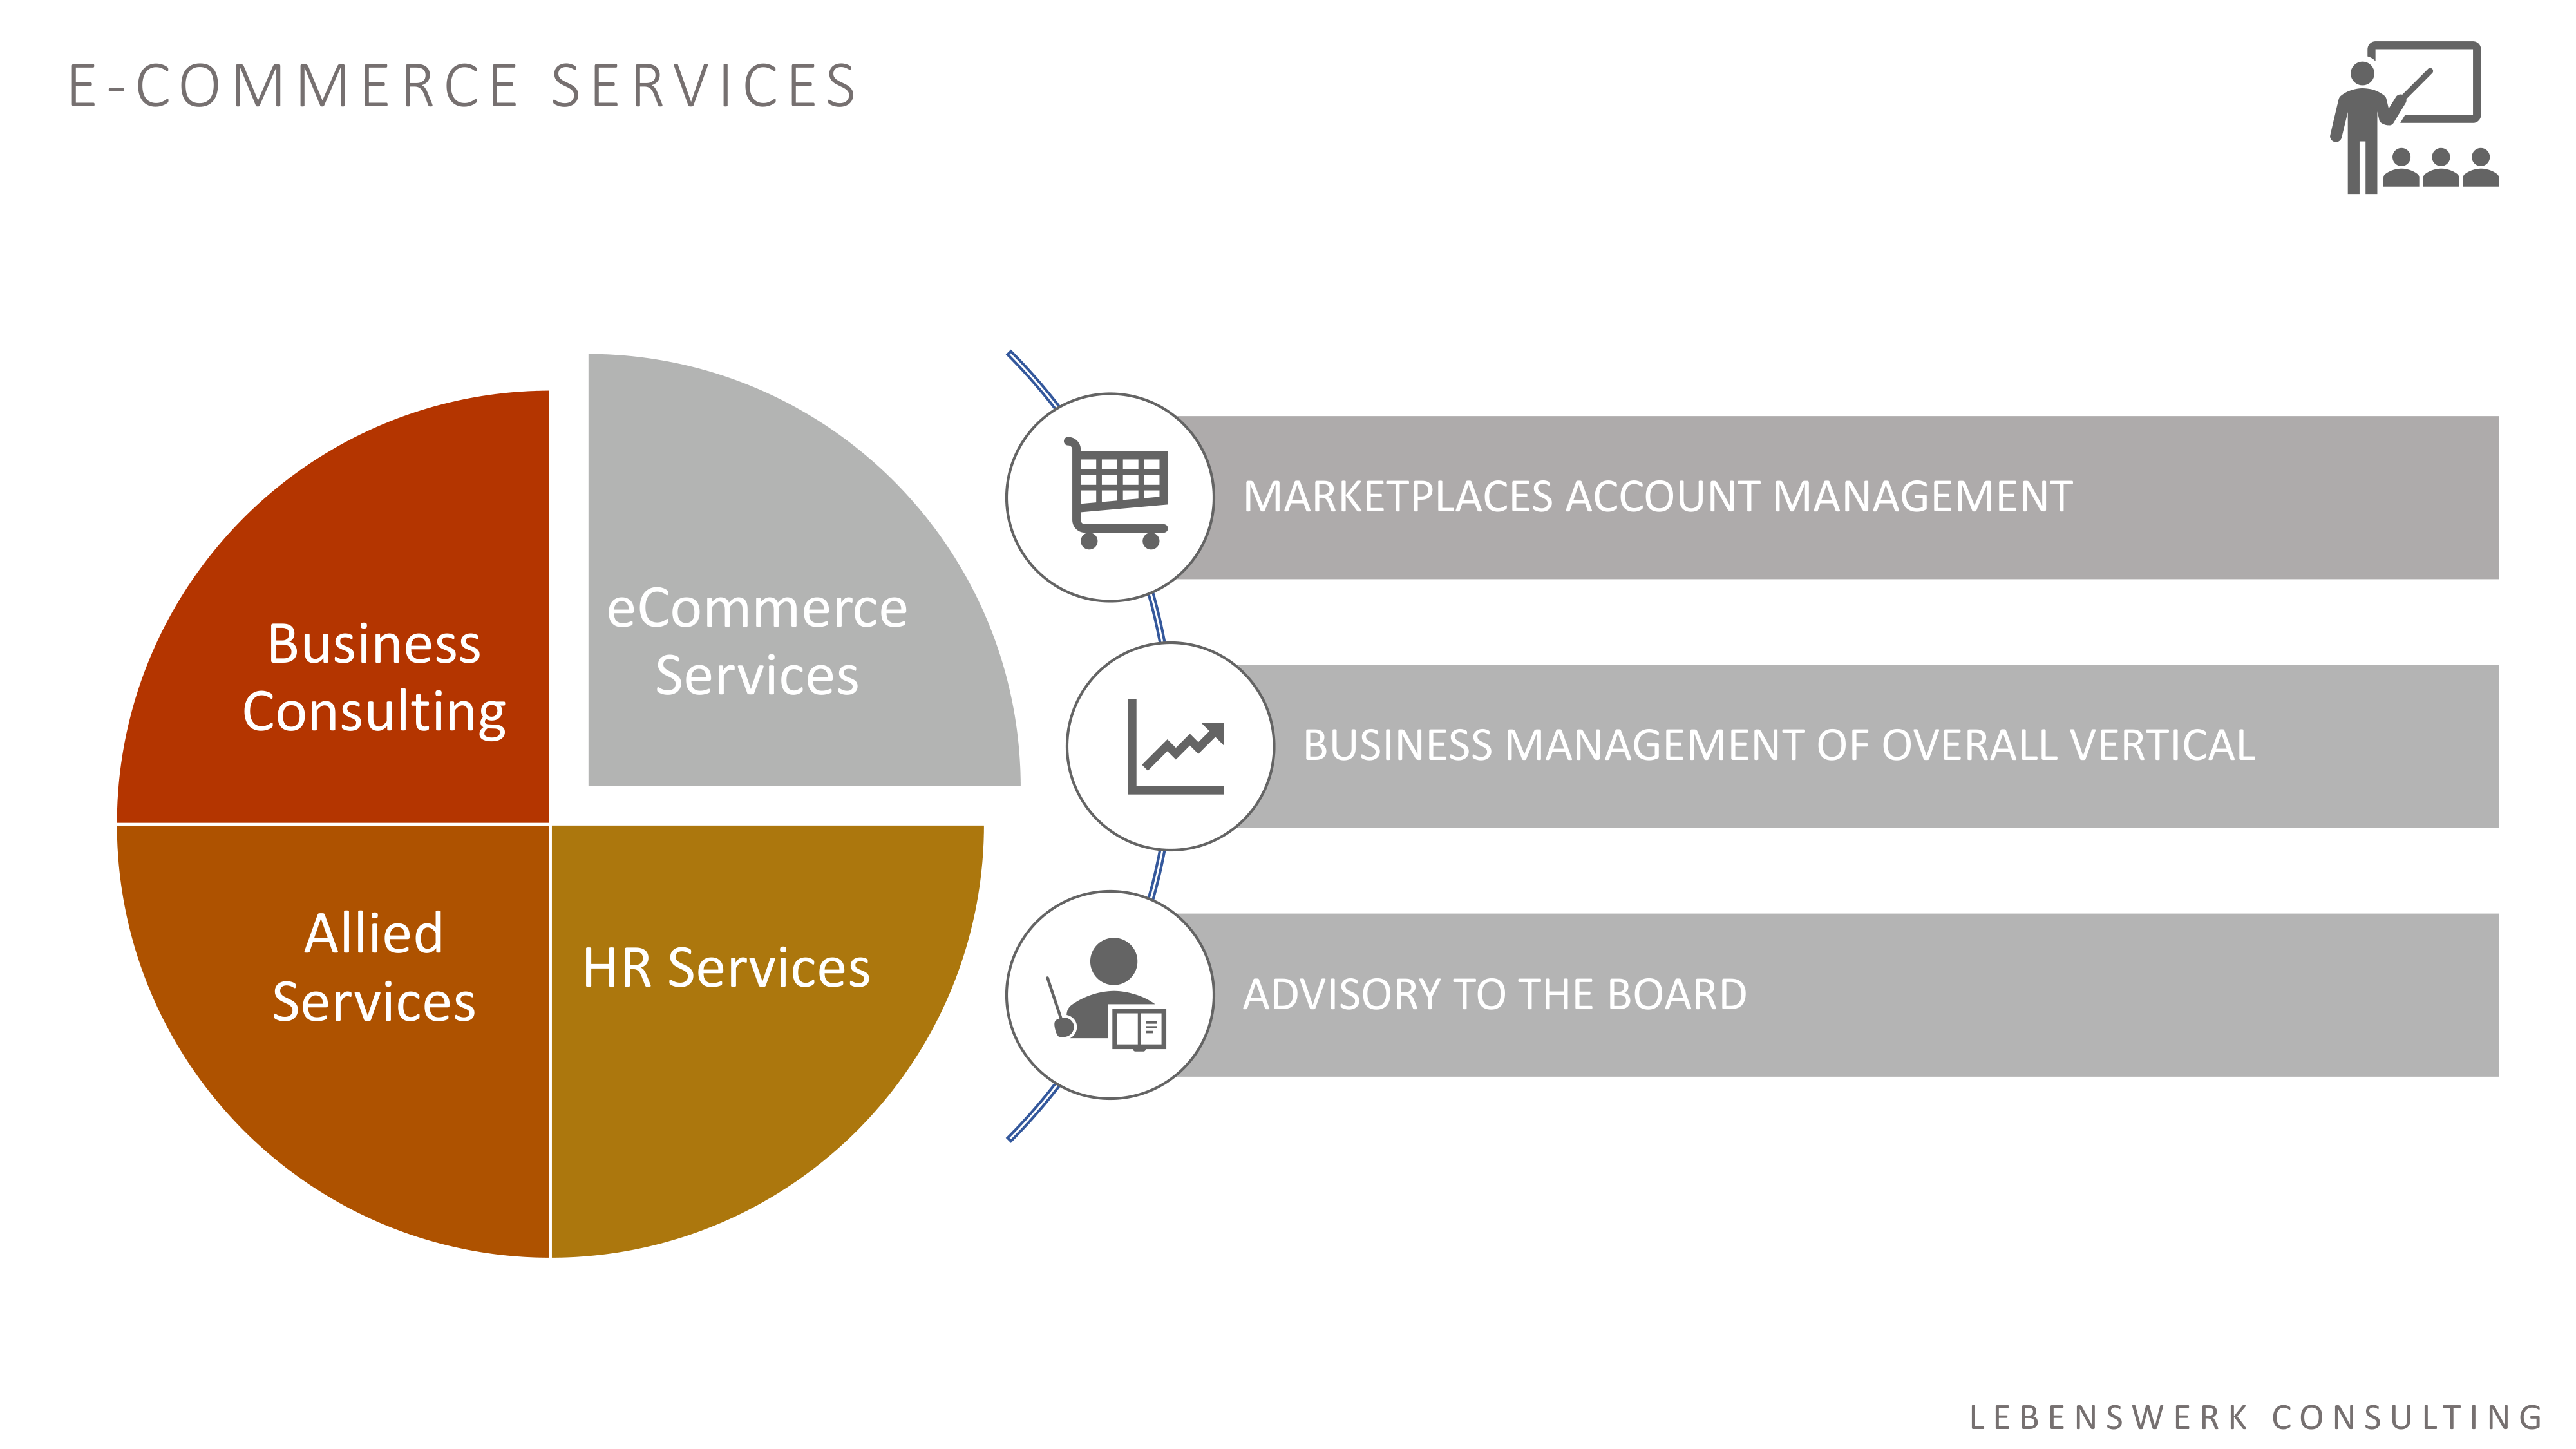 E-COMMERCE SERVICES
Business
Consulting
eCommerce
Services
Allied
Services
HR Services
MARKETPLACES ACCOUNT MANAGEMENT
BUSINESS MANAGEMENT OF OVERALL VERTICAL
ADVISORY TO THE BOARD
LEBENSWERK CONSULTING